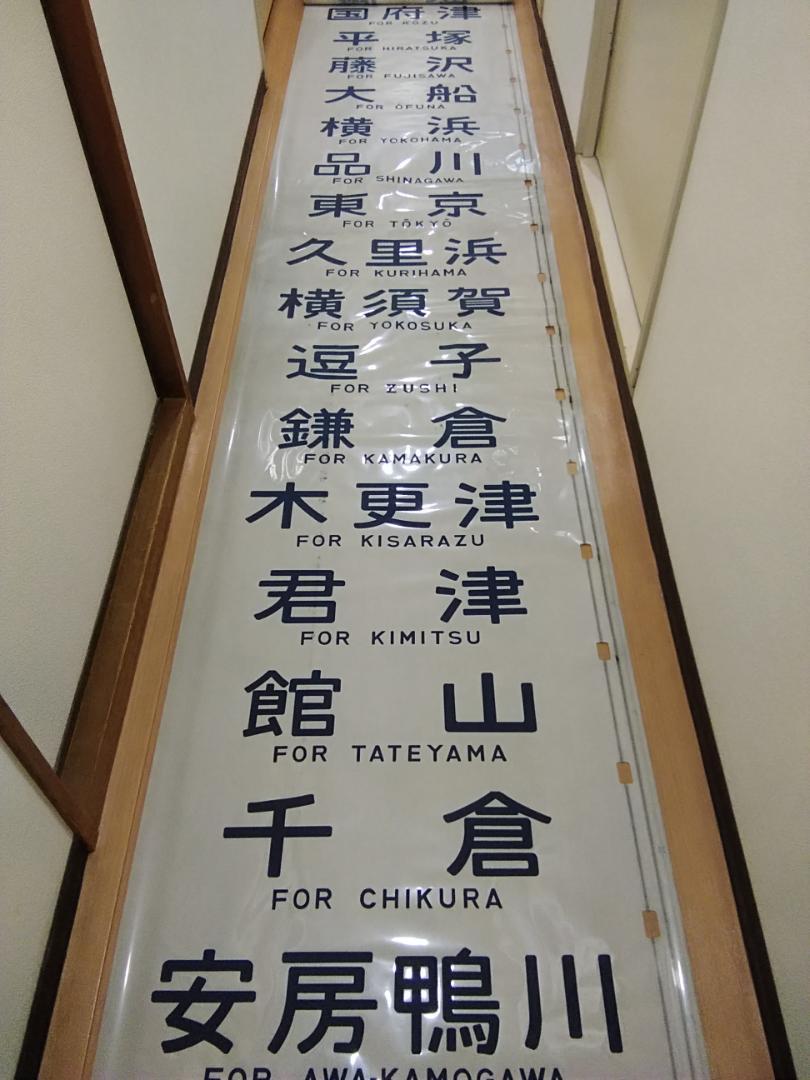 国府津
FOR KOZU
平塚
FOR HIRATSUKA
藤沢
FOR FUJISAWA
大船
FOR ŌFUNA
横浜
FOR YOKOHAMA
品川
FOR SHINAGAWA
東京
FOR TŌKYŌ
久里浜
FOR KURIHAMA
横須賀
FOR YOKOSUKA
逗子
FOR ZUSHI
鎌倉
FOR KAMAKURA
木更津
FOR KISARAZU
君津
FOR KIMITSU
館山
FOR TATEYAMA
千倉
FOR CHIKURA
安房鴨川
FOR AWA-KAMOGAWA